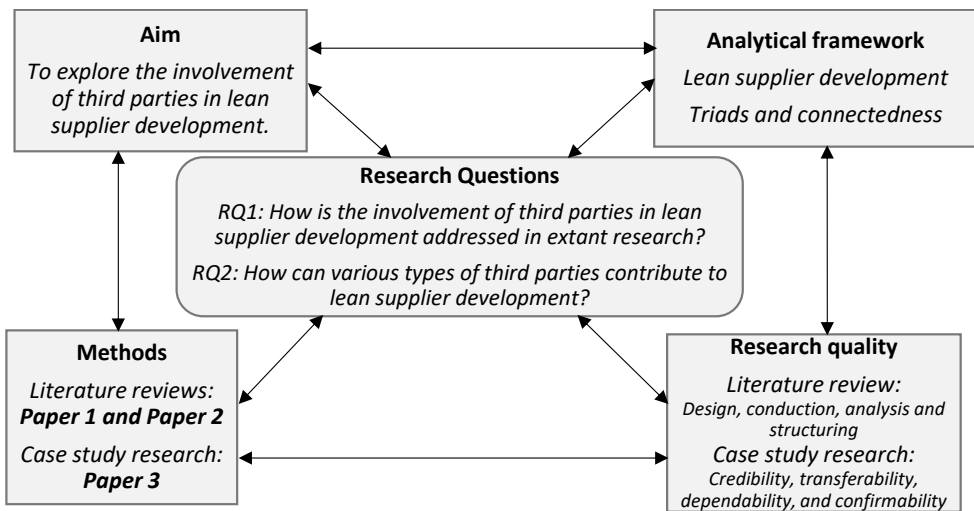 Aim
To explore the involvement
of third parties in lean
supplier development.
Analytical framework
Lean supplier development
Triads and connectedness
Research Questions
RQ1: How is the involvement of third parties in lean
supplier development addressed in extant research?
RQ2: How can various types of third parties contribute to
lean supplier development?
Methods
Literature reviews:
Paper 1 and Paper 2
Case study research:
Paper 3
Research quality
Literature review:
Design, conduction, analysis and
structuring
Case study research:
Credibility, transferability,
dependability, and confirmability